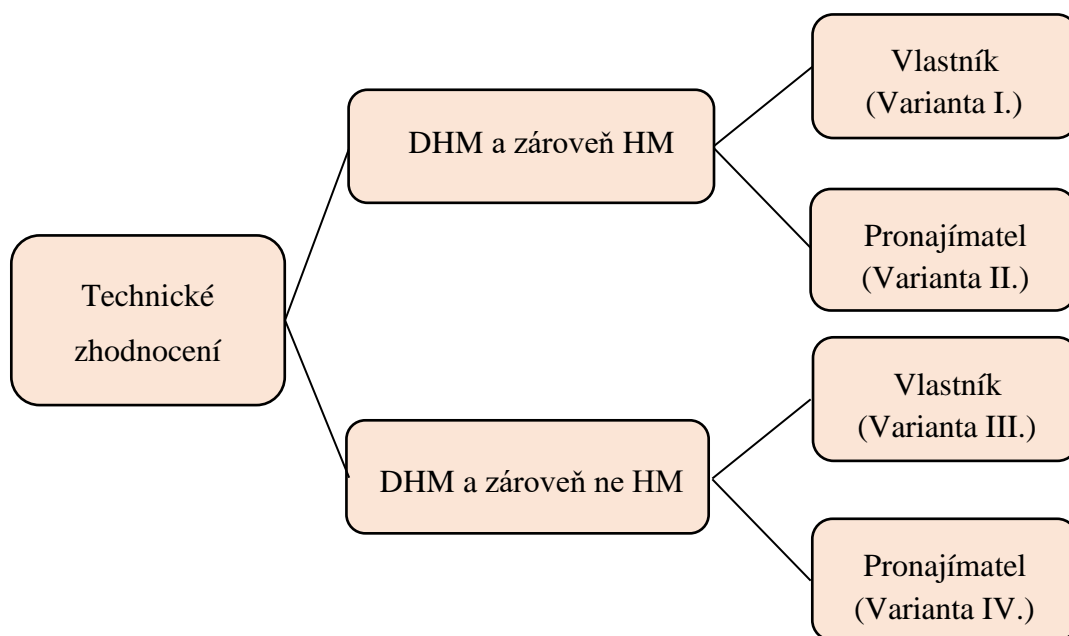 Technické
zhodnocení
DHM a zároveň HM
Vlastník
(Varianta I.)
Pronajímatel
(Varianta II.)
DHM a zároveň ne HM
Vlastník
(Varianta III.)
Pronajímatel
(Varianta IV.)